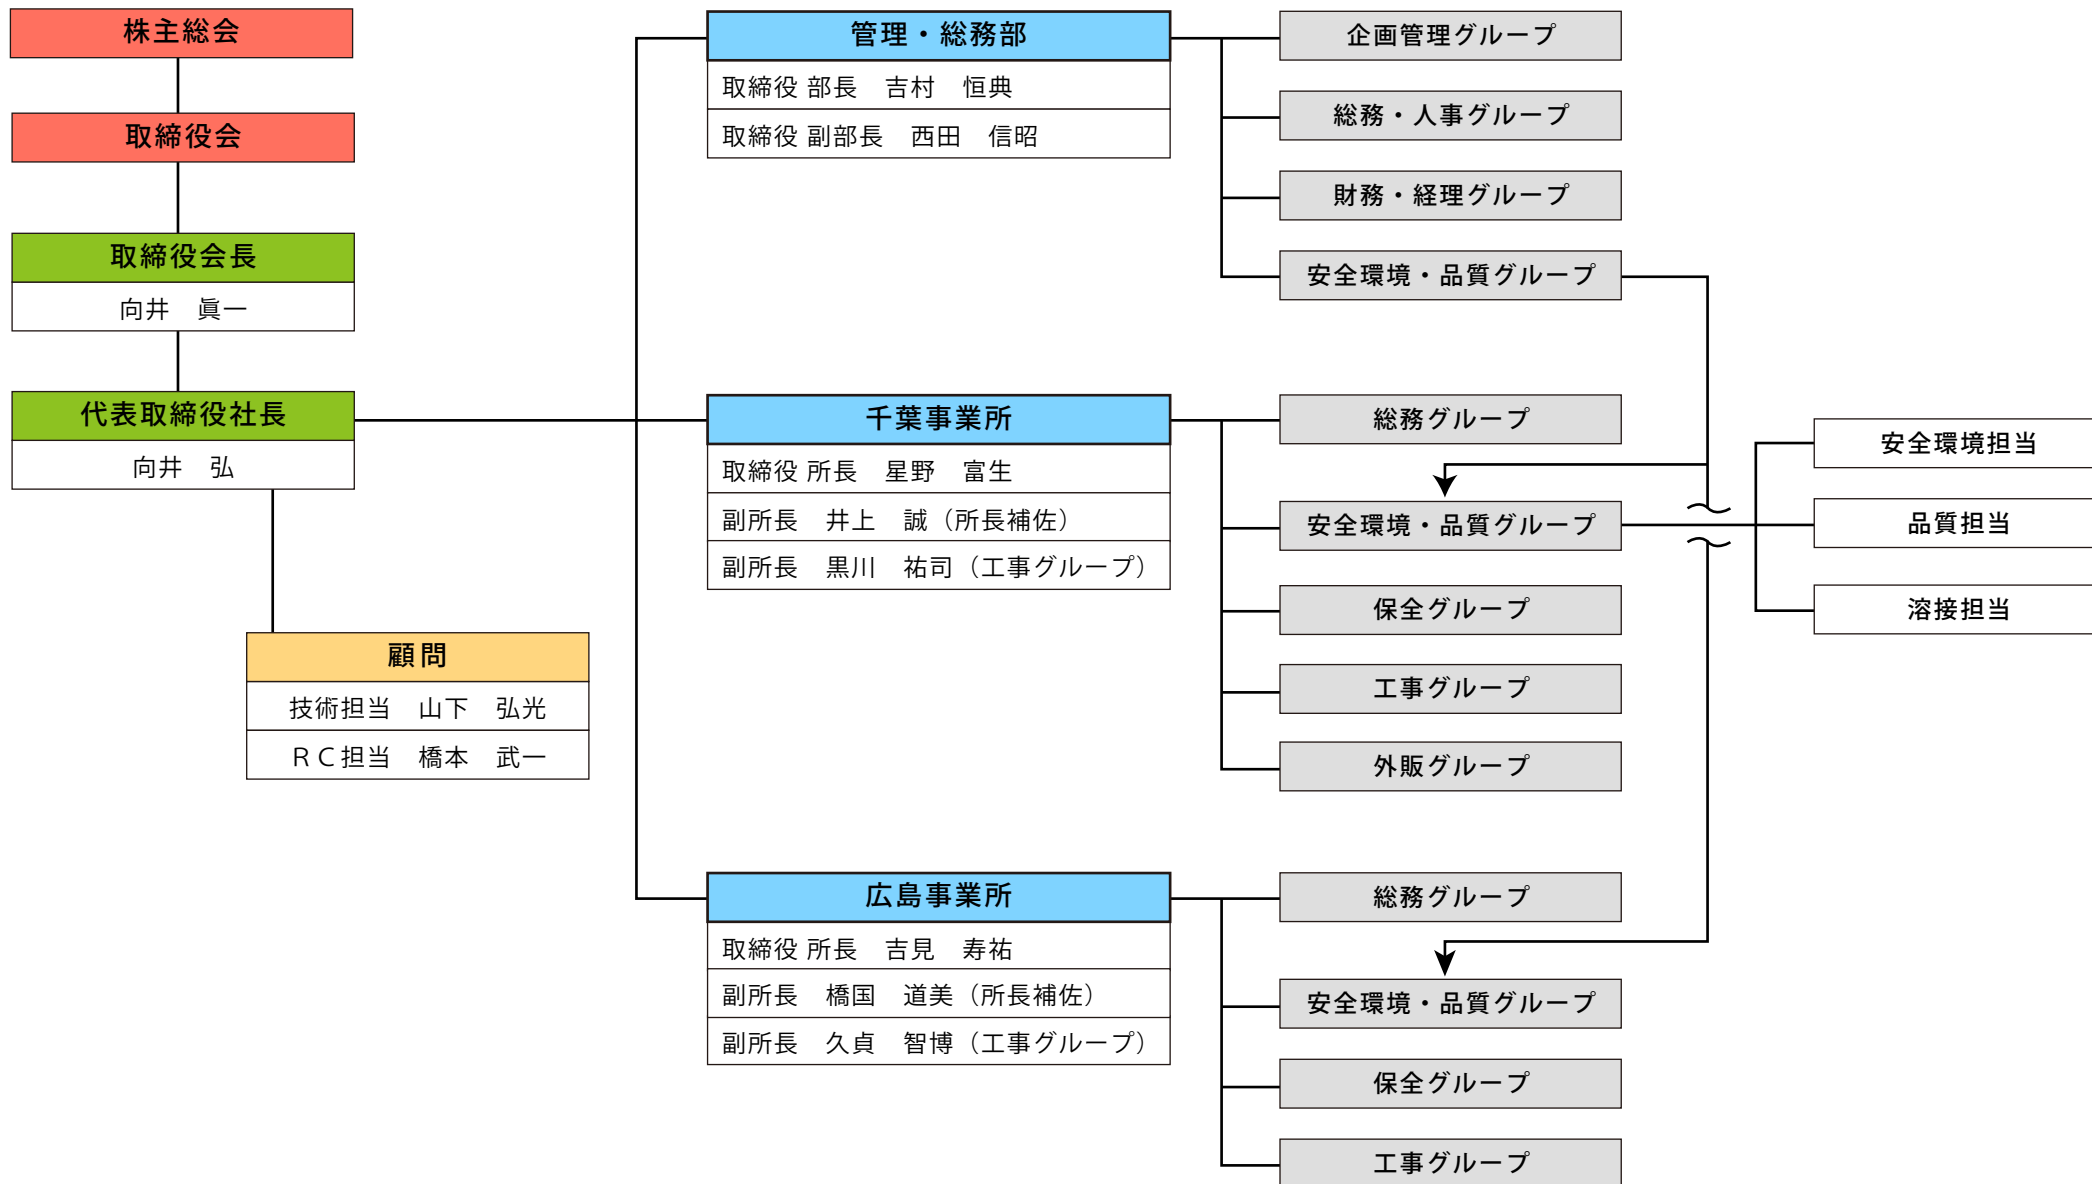 株主総会
取締役会
取締役会長
向井　眞一
代表取締役社長
向井　弘
顧問
技術担当　山下　弘光
ＲＣ担当　橋本　武一
管理・総務部
取締役 部長　吉村　恒典
取締役 副部長　西田　信昭
企画管理グループ
総務・人事グループ
財務・経理グループ
安全環境・品質グループ
千葉事業所
取締役 所長　星野　富生
副所長　井上　誠（所長補佐）
副所長　黒川　祐司（工事グループ）
総務グループ
安全環境・品質グループ
保全グループ
工事グループ
外販グループ
安全環境担当
品質担当
溶接担当
広島事業所
取締役 所長　吉見　寿祐
副所長　橋国　道美（所長補佐）
副所長　久貞　智博（工事グループ）
総務グループ
安全環境・品質グループ
保全グループ
工事グループ